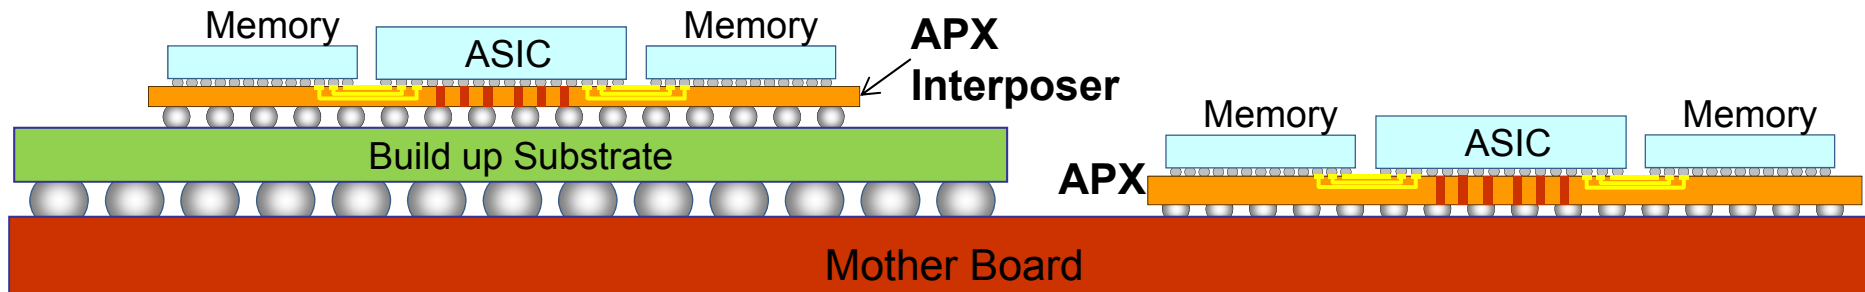 Memory
ASIC
Memory
APX
Interposer
Build up Substrate
Memory
ASIC
Memory
APX
Mother Board